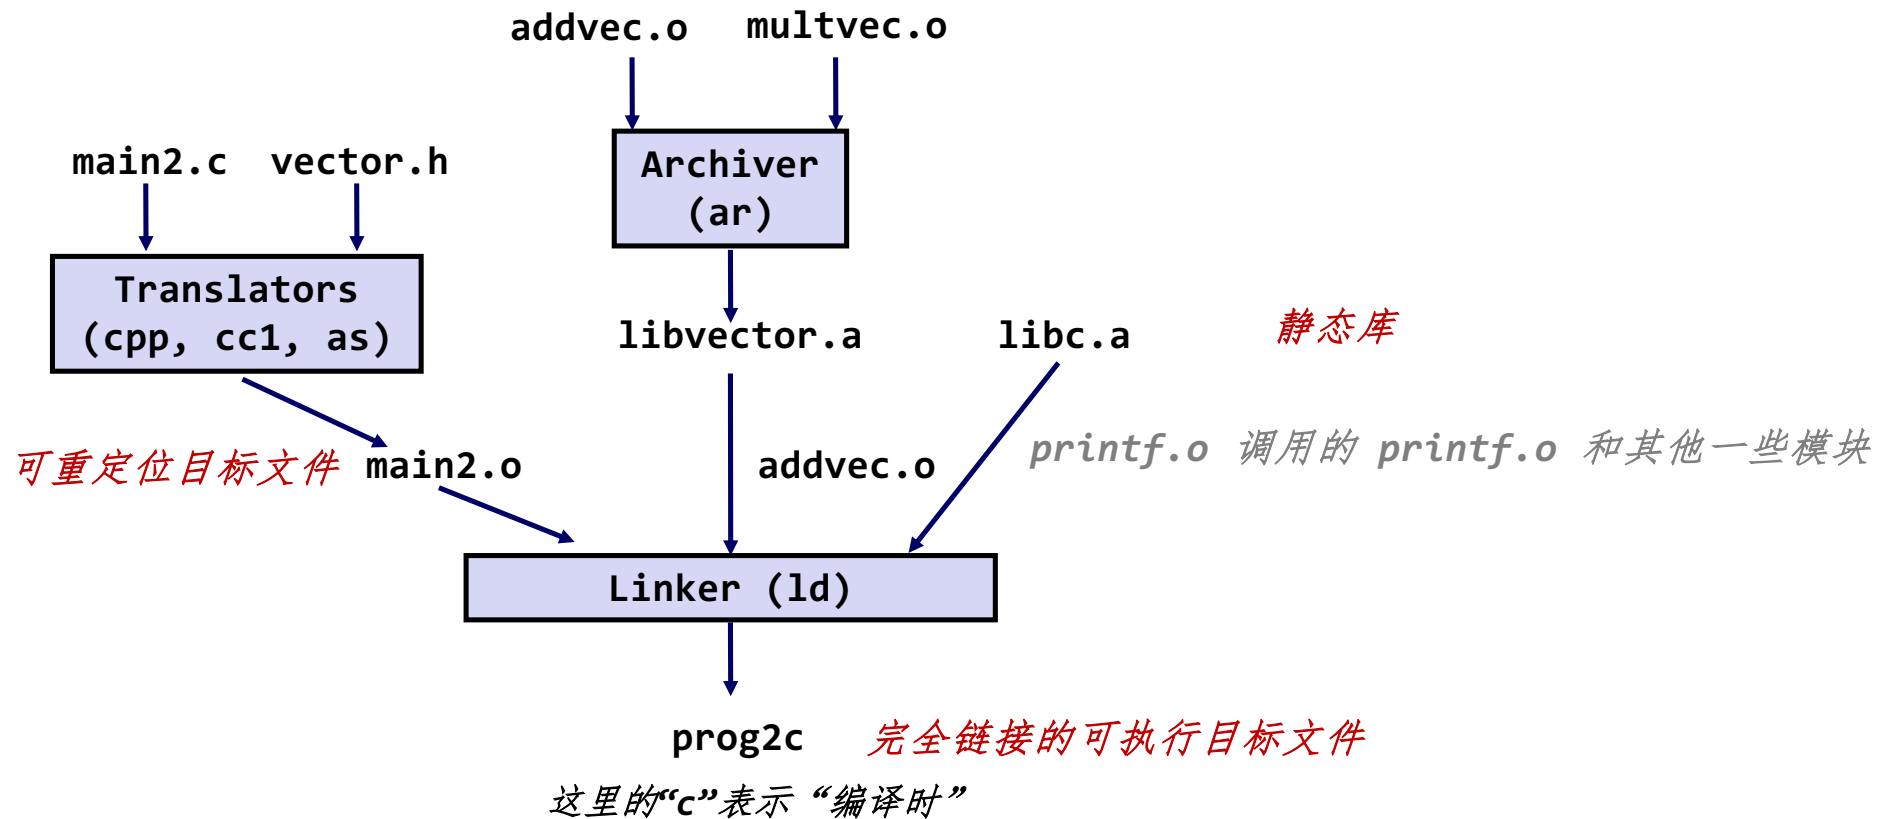 addvec.o multvec.o
main2.c vector.h
Archiver
(ar)
Translators
(cpp, cc1, as)
libvector.a libc.a 静态库
printf.o 调用的 printf.o 和其他一些模块
可重定位目标文件 main2.o addvec.o
Linker (ld)
prog2c 完全链接的可执行目标文件
这里的“c”表示“编译时”